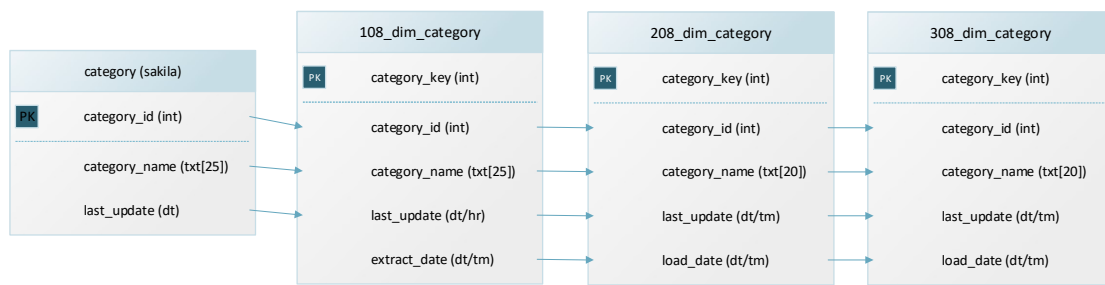 category (sakila)
PK category_id (int)
category_name (txt[25])
last_update (dt)
108_dim_category
PK category_key (int)
category_id (int)
category_name (txt[25])
last_update (dt/hr)
extract_date (dt/tm)
208_dim_category
PK category_key (int)
category_id (int)
category_name (txt[20])
last_update (dt/tm)
load_date (dt/tm)
308_dim_category
PK category_key (int)
category_id (int)
category_name (txt[20])
last_update (dt/tm)
load_date (dt/tm)